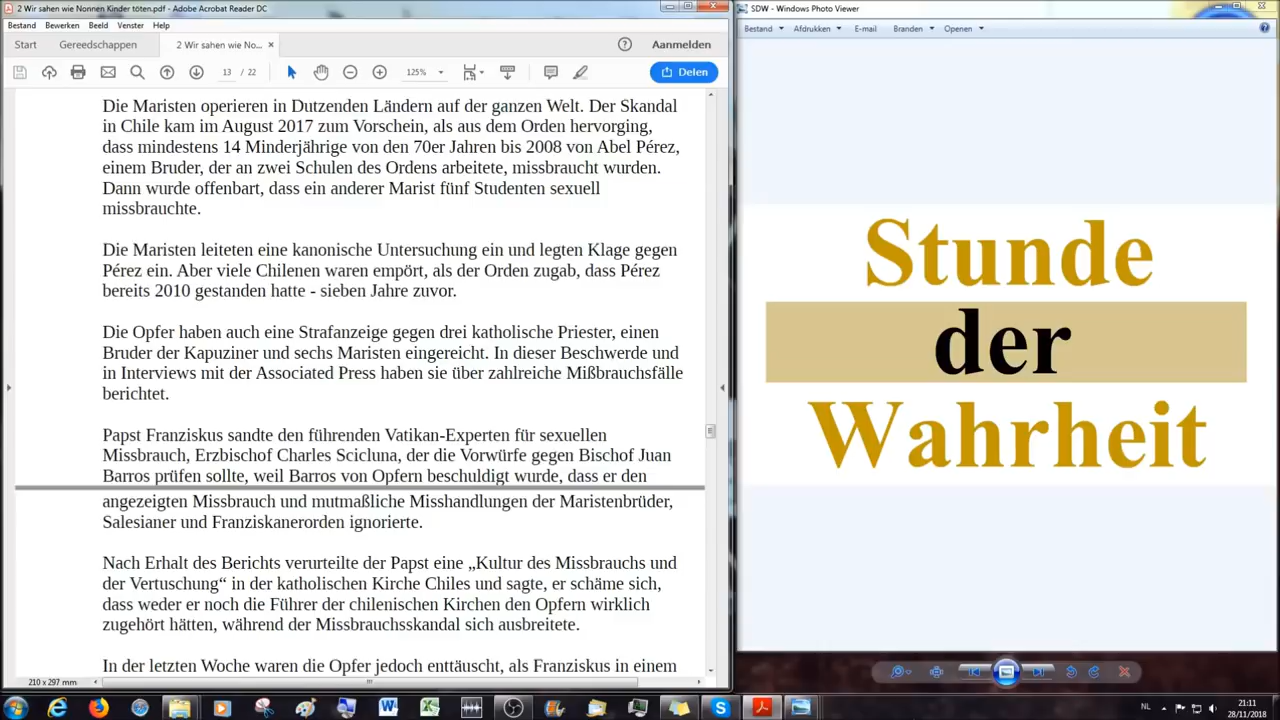 2 Wir sahen wie Nonnen Kinder töten.pdf - Adobe Acrobat Reader DC
Bestand Bewerken Beeld Venster Help
Start Gereedschappen 2 Wir sahen wie No... × Aanmelden
13 / 22 125% Delen
Die Maristen operieren in Dutzenden Ländern auf der ganzen Welt. Der Skandal
in Chile kam im August 2017 zum Vorschein, als aus dem Orden hervorging,
dass mindestens 14 Minderjährige von den 70er Jahren bis 2008 von Abel Pérez,
einem Bruder, der an zwei Schulen des Ordens arbeitete, missbraucht wurden.
Dann wurde offenbart, dass ein anderer Marist fünf Studenten sexuell
missbrauchte.
Die Maristen leiteten eine kanonische Untersuchung ein und legten Klage gegen
Pérez ein. Aber viele Chilenen waren empört, als der Orden zugab, dass Pérez
bereits 2010 gestanden hatte - sieben Jahre zuvor.
Die Opfer haben auch eine Strafanzeige gegen drei katholische Priester, einen
Bruder der Kapuziner und sechs Maristen eingereicht. In dieser Beschwerde und
in Interviews mit der Associated Press haben sie über zahlreiche Mißbrauchsfälle
berichtet.
Papst Franziskus sandte den führenden Vatikan-Experten für sexuellen
Missbrauch, Erzbischof Charles Scicluna, der die Vorwürfe gegen Bischof Juan
Barros prüfen sollte, weil Barros von Opfern beschuldigt wurde, dass er den
angezeigten Missbrauch und mutmaßliche Misshandlungen der Maristenbrüder,
Salesianer und Franziskanerorden ignorierte.
Nach Erhalt des Berichts verurteilte der Papst eine „Kultur des Missbrauchs und
der Vertuschung“ in der katholischen Kirche Chiles und sagte, er schäme sich,
dass weder er noch die Führer der chilenischen Kirchen den Opfern wirklich
zugehört hätten, während der Missbrauchsskandal sich ausbreitete.
In der letzten Woche waren die Opfer jedoch enttäuscht, als Franziskus in einem
210 x 297 mm
SDW - Windows Photo Viewer
Bestand Afdrukken E-mail Branden Openen
Stunde
der
Wahrheit
NL 21:11
28/11/2018